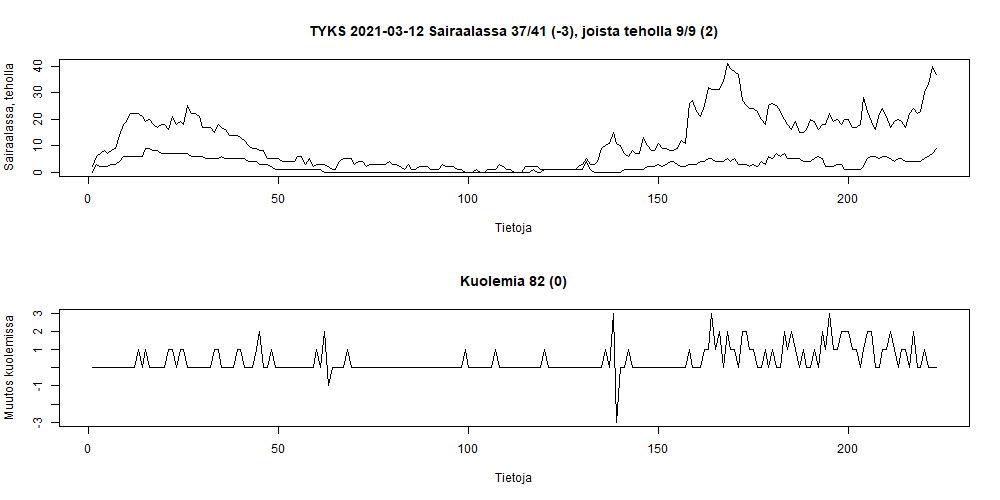 TYKS 2021-03-12 Sairaalassa 37/41 (-3), joista teholla 9/9 (2)
Sairaalassa, teholla
40
30
20
10
0
0 50 100 150 200
Tietoja
Kuolemia 82 (0)
Muutos kuolemissa
3
2
1
-1
-3
0 50 100 150 200
Tietoja